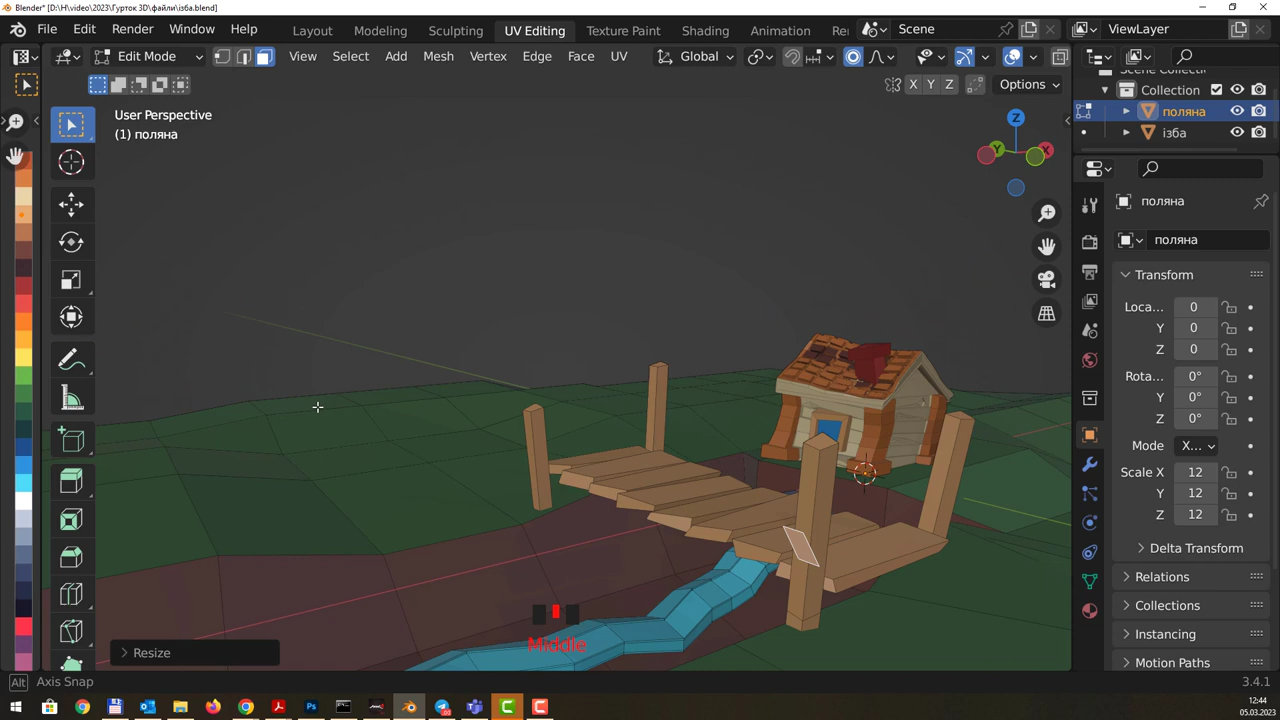 Blender* [D:\H\video\2023\Гурток 3D\файли\ізба.blend]
File Edit Render Window Help Layout Modeling Sculpting UV Editing Texture Paint Shading Animation Re Scene ViewLayer
Edit Mode View Select Add Mesh Vertex Edge Face UV Global
X Y Z Options
Scene Collecti
Collection
поляна
ізба
User Perspective
(1) поляна
Z
Y
X
поляна
поляна
Transform
Loca... 0
Y 0
Z 0
Rota... 0°
Y 0°
Z 0°
Mode X...
Scale X 12
Y 12
Z 12
Delta Transform
Relations
Collections
Instancing
Motion Paths
Middle
Resize
Alt Axis Snap 3.4.1
12:44
05.03.2023